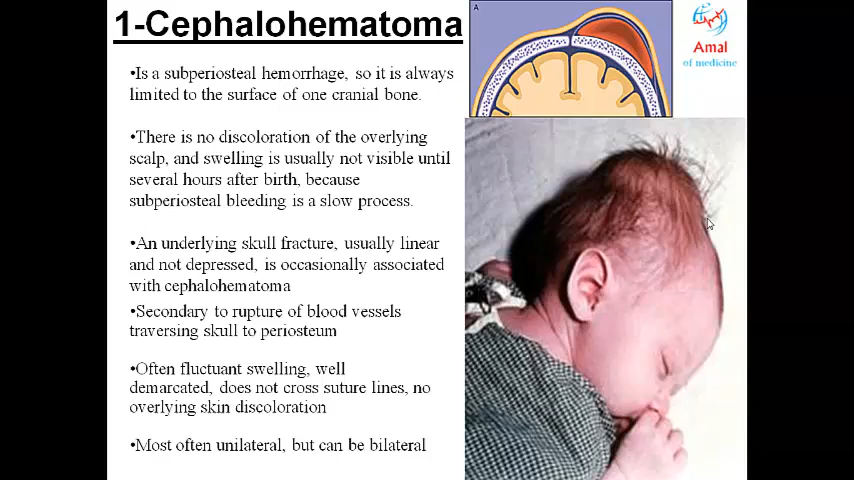 1-Cephalohematoma
•Is a subperiosteal hemorrhage, so it is always
limited to the surface of one cranial bone.
•There is no discoloration of the overlying
scalp, and swelling is usually not visible until
several hours after birth, because
subperiosteal bleeding is a slow process.
•An underlying skull fracture, usually linear
and not depressed, is occasionally associated
with cephalohematoma
•Secondary to rupture of blood vessels
traversing skull to periosteum
•Often fluctuant swelling, well
demarcated, does not cross suture lines, no
overlying skin discoloration
•Most often unilateral, but can be bilateral
A
Amal
of medicine